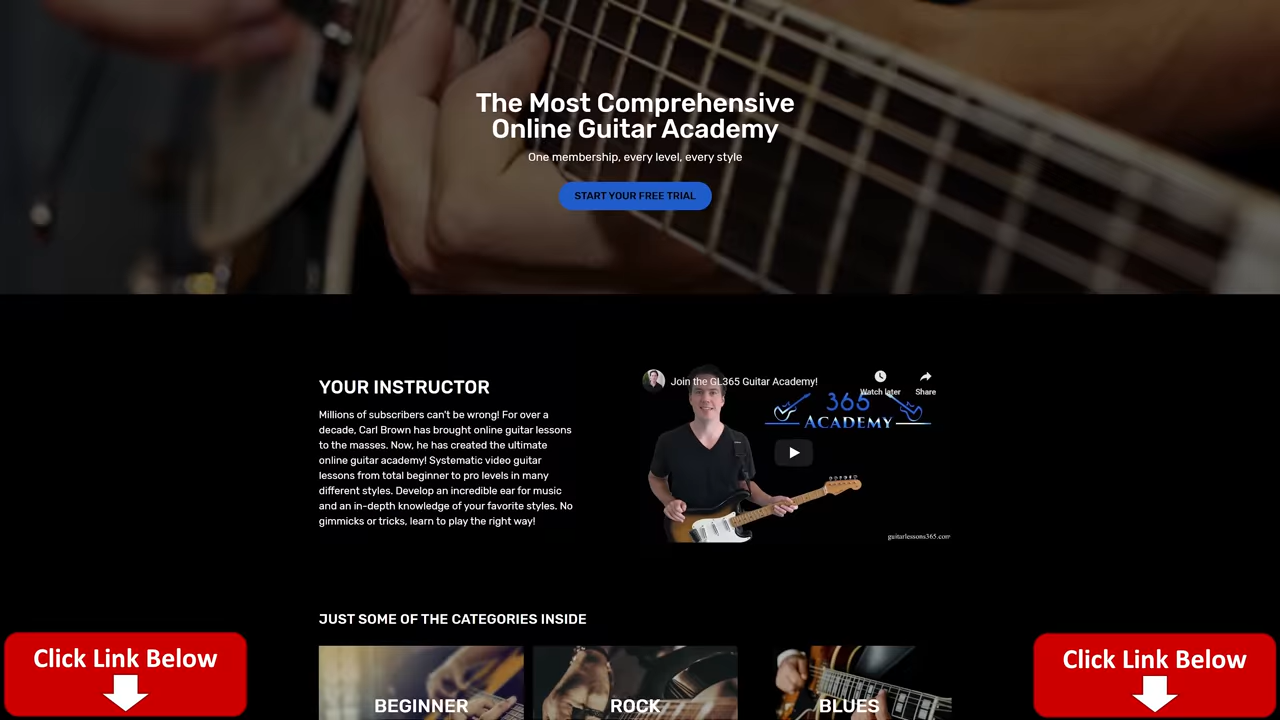 The Most Comprehensive
Online Guitar Academy
One membership, every level, every style
START YOUR FREE TRIAL
YOUR INSTRUCTOR
Millions of subscribers can't be wrong! For over a
decade, Carl Brown has brought online guitar lessons
to the masses. Now, he has created the ultimate
online guitar academy! Systematic video guitar
lessons from total beginner to pro levels in many
different styles. Develop an incredible ear for music
and an in-depth knowledge of your favorite styles. No
gimmicks or tricks, learn to play the right way!
Join the GL365 Guitar Academy!
Watch later
Share
365
ACADEMY
guitarlessons365.com
JUST SOME OF THE CATEGORIES INSIDE
BEGINNER
ROCK
BLUES
Click Link Below
Click Link Below